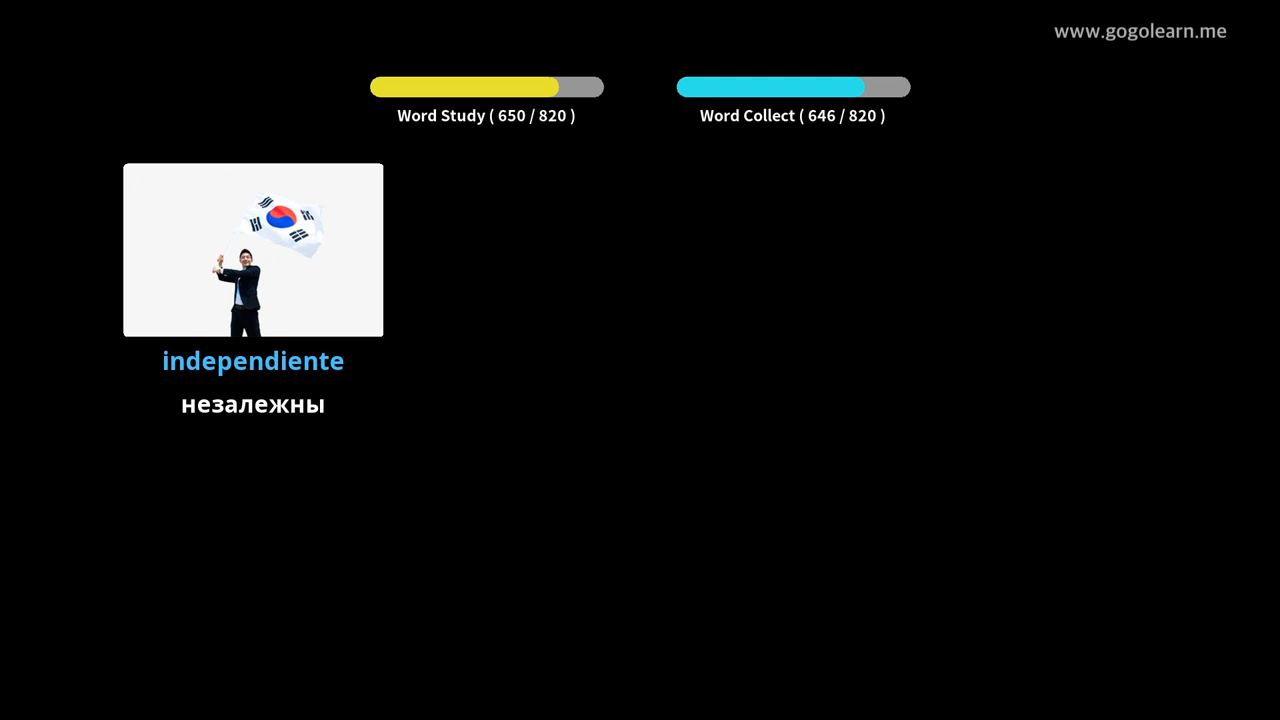 www.gogolearn.me
Word Study ( 650 / 820 )
Word Collect ( 646 / 820 )
independiente
незалежны